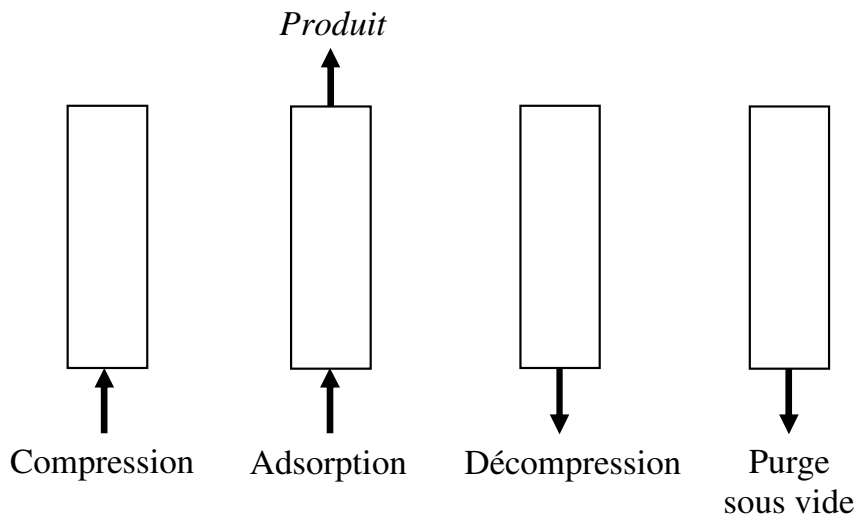 Produit
Compression
Adsorption
Décompression
Purge
sous vide